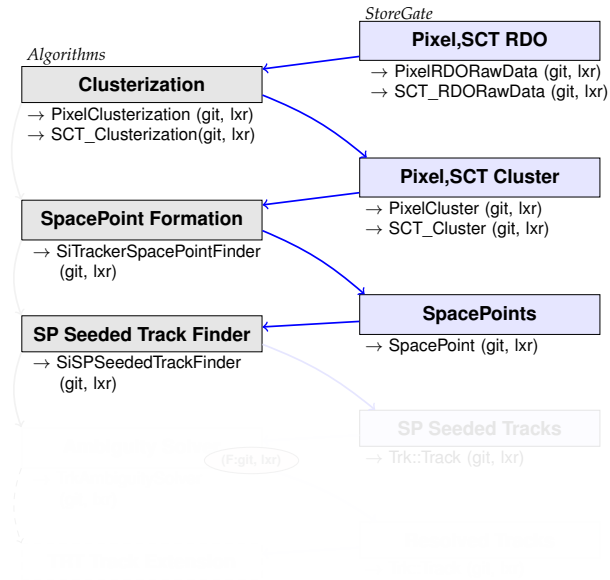 StoreGate
Algorithms
Pixel,SCT RDO
→ PixelRDORawData (git, lxr)
→ SCT_RDORawData (git, lxr)
Clusterization
→ PixelClusterization (git, lxr)
→ SCT_Clusterization(git, lxr)
Pixel,SCT Cluster
→ PixelCluster (git, lxr)
→ SCT_Cluster (git, lxr)
SpacePoint Formation
→ SiTrackerSpacePointFinder
(git, lxr)
SpacePoints
→ SpacePoint (git, lxr)
SP Seeded Track Finder
→ SiSPSeededTrackFinder
(git, lxr)
SP Seeded Tracks
→ Trk::Track (git, lxr)
(F:git, lxr)